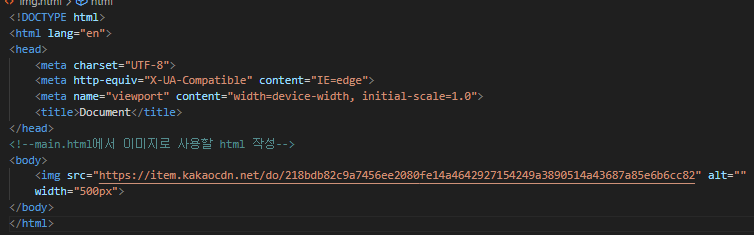 img.html > html
<!DOCTYPE html>
<html lang="en">
<head>
    <meta charset="UTF-8">
    <meta http-equiv="X-UA-Compatible" content="IE=edge">
    <meta name="viewport" content="width=device-width, initial-scale=1.0">
    <title>Document</title>
</head>
<!--main.html에서 이미지로 사용할 html 작성-->
<body>
    <img src="https://item.kakaocdn.net/do/218bdb82c9a7456ee2080fe14a4642927154249a3890514a43687a85e6b6cc82" alt=""
    width="500px">
</body>
</html>